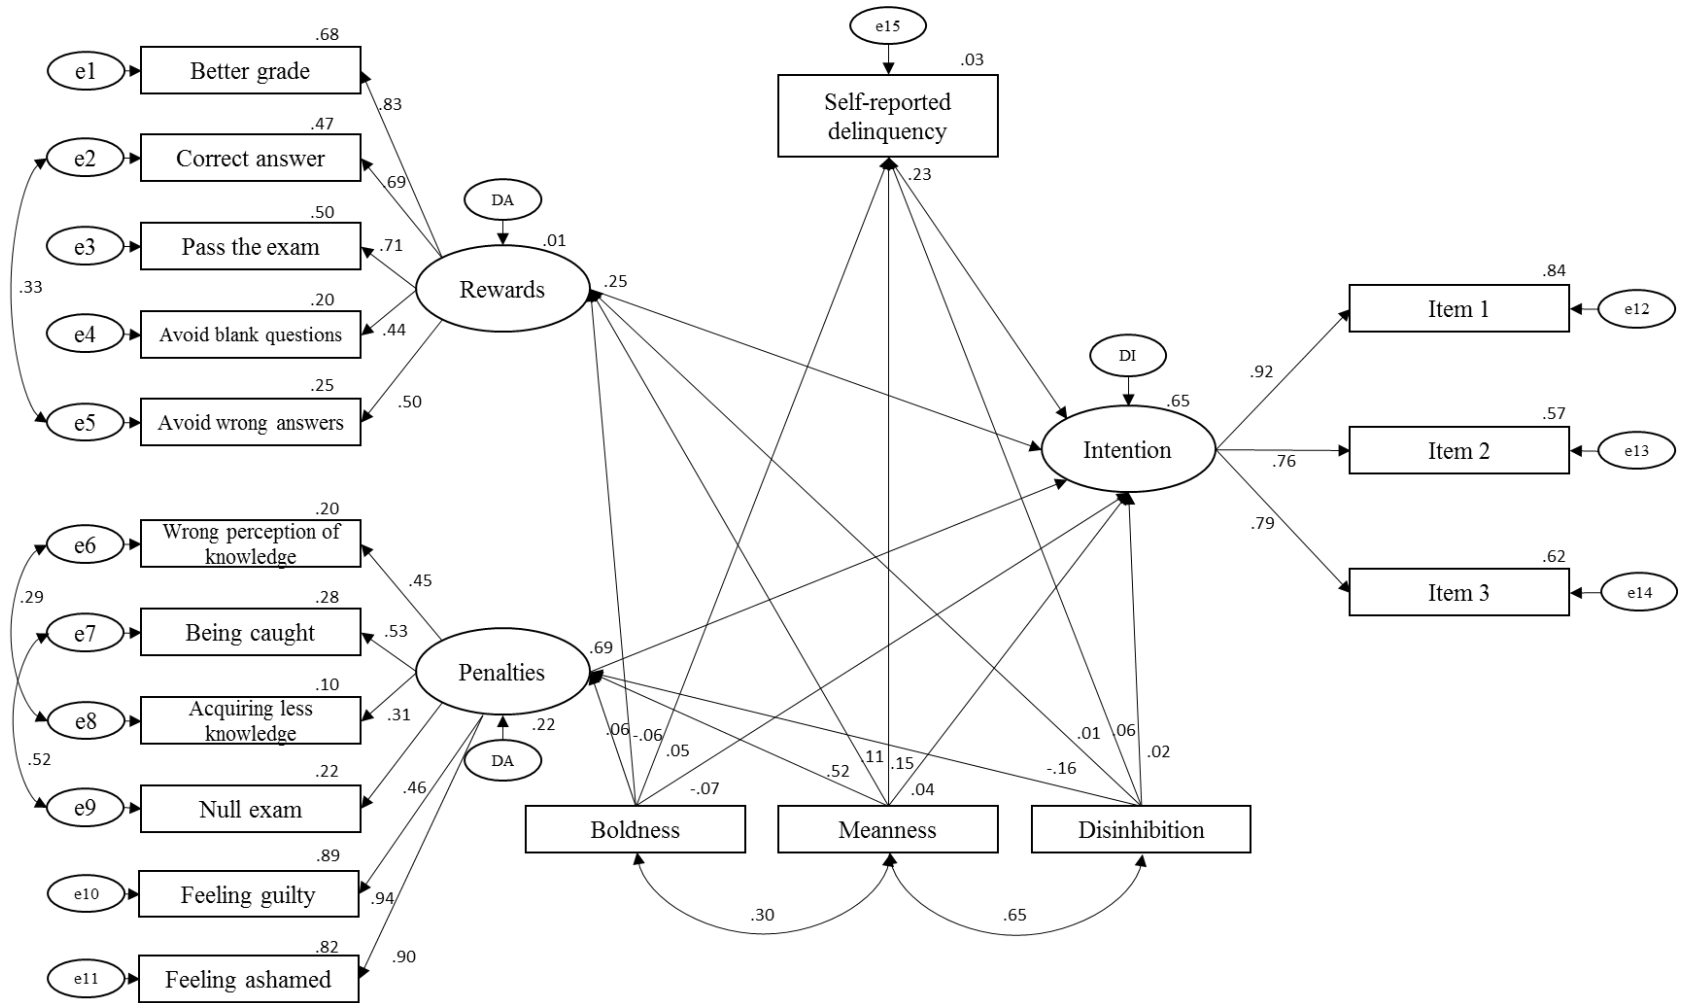 e15
.68
.03
e1
Better grade
Self-reported
delinquency
.83
.47
e2
Correct answer
.69
.23
DA
.50
e3
Pass the exam
.71
.01
Rewards
.25
.33
.20
e4
Avoid blank questions
.44
.84
Item 1
e12
DI
.25
.50
e5
Avoid wrong answers
.92
.65
Intention
.57
.76
Item 2
e13
.20
e6
Wrong perception of
knowledge
.45
.79
.29
.28
e7
Being caught
.53
.62
Item 3
e14
.69
Penalties
.10
e8
Acquiring less
knowledge
.31
.22
.06
-.06
.05
.11
.15
.01
.06
.02
.52
.22
DA
.52
-.16
e9
Null exam
.46
-.07
.04
Boldness
Meanness
Disinhibition
.89
e10
Feeling guilty
.94
.30
.65
.82
e11
Feeling ashamed
.90